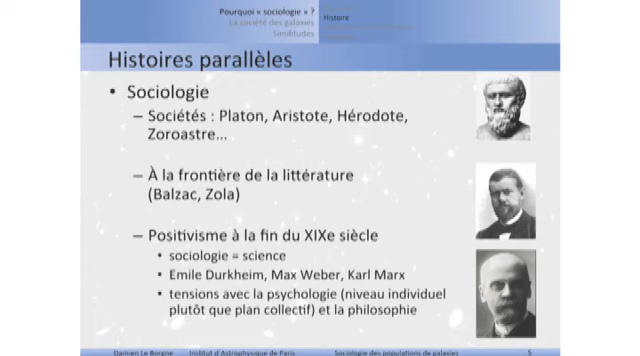 Pourquoi « sociologie » ?
La société des galaxies
Similitudes
Histoire
Histoires parallèles
• Sociologie
– Sociétés : Platon, Aristote, Hérodote,
Zoroastre...
– À la frontière de la littérature
(Balzac, Zola)
– Positivisme à la fin du XIXe siècle
• sociologie = science
• Emile Durkheim, Max Weber, Karl Marx
• tensions avec la psychologie (niveau individuel
plutôt que plan collectif) et la philosophie
Damien Le Borgne Institut d'Astrophysique de Paris Sociologie des populations de galaxies 5